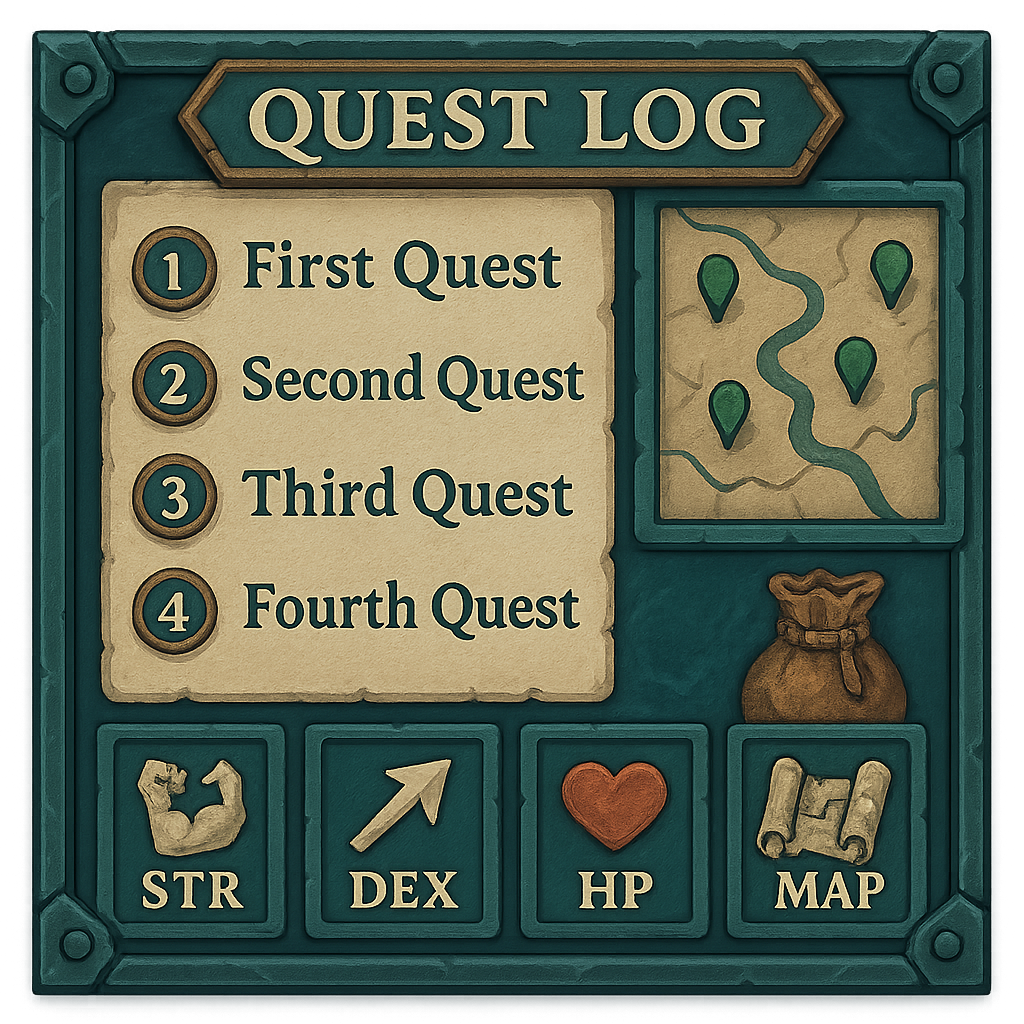 QUEST LOG
1 First Quest
2 Second Quest
3 Third Quest
4 Fourth Quest
STR DEX HP MAP